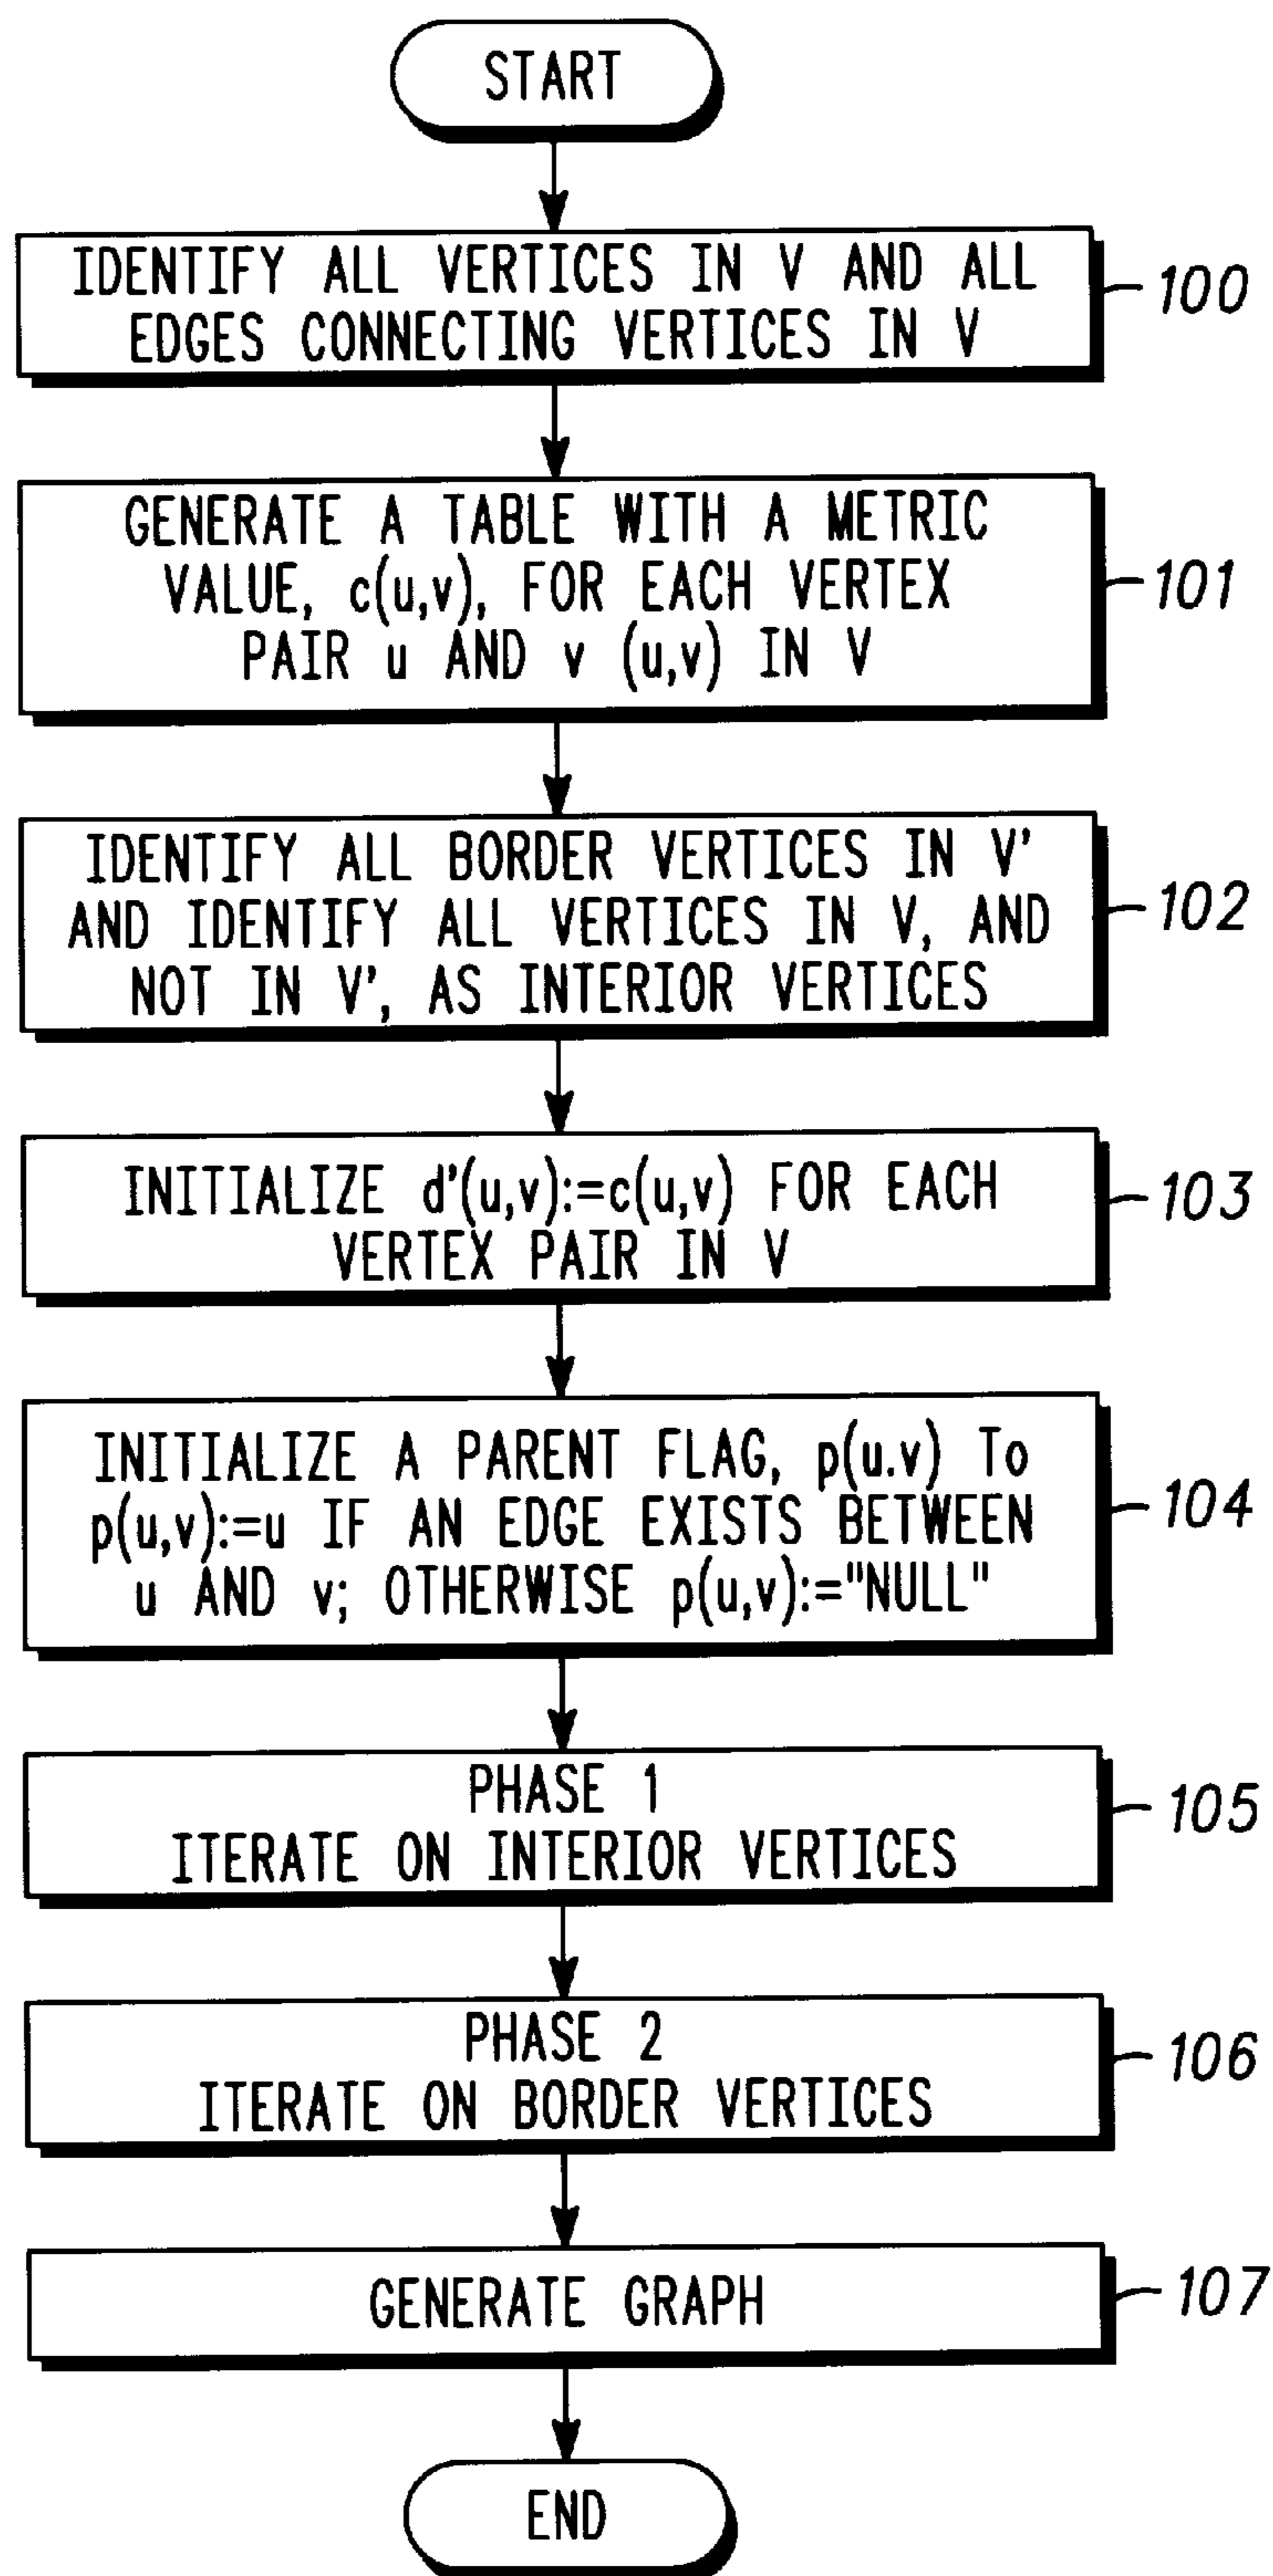 START
IDENTIFY ALL VERTICES IN V AND ALL
EDGES CONNECTING VERTICES IN V
100
GENERATE A TABLE WITH A METRIC
VALUE, c(u,v), FOR EACH VERTEX
PAIR u AND v (u,v) IN V
101
IDENTIFY ALL BORDER VERTICES IN V'
AND IDENTIFY ALL VERTICES IN V, AND
NOT IN V', AS INTERIOR VERTICES
102
INITIALIZE d'(u,v):=c(u,v) FOR EACH
VERTEX PAIR IN V
103
INITIALIZE A PARENT FLAG, p(u.v) To
p(u,v):=u IF AN EDGE EXISTS BETWEEN
u AND v; OTHERWISE p(u,v):="NULL"
104
PHASE 1
ITERATE ON INTERIOR VERTICES
105
PHASE 2
ITERATE ON BORDER VERTICES
106
GENERATE GRAPH
107
END